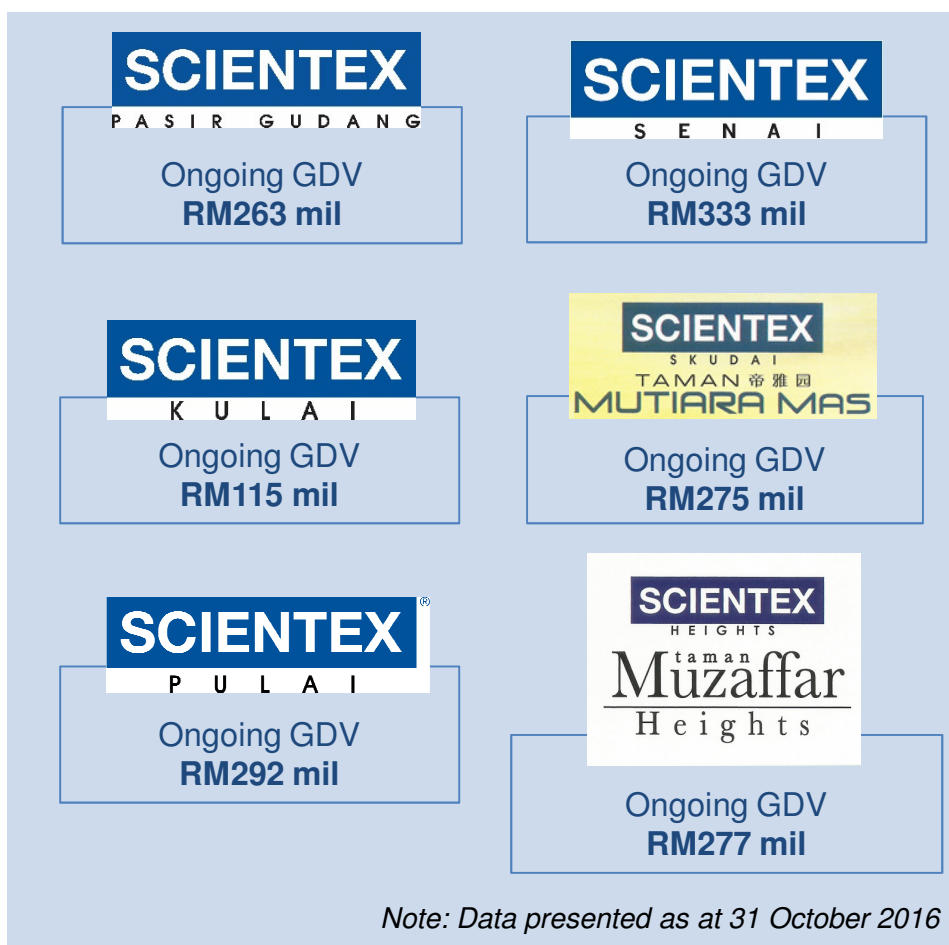 SCIENTEX
PASIR GUDANG
Ongoing GDV
RM263 mil
SCIENTEX
SENAI
Ongoing GDV
RM333 mil
SCIENTEX
KULAI
Ongoing GDV
RM115 mil
SCIENTEX
SKUDAI
TAMAN 帝雅园
MUTIARA MAS
Ongoing GDV
RM275 mil
SCIENTEX®
PULAI
Ongoing GDV
RM292 mil
SCIENTEX
HEIGHTS
taman
Muzaffar
Heights
Ongoing GDV
RM277 mil
Note: Data presented as at 31 October 2016